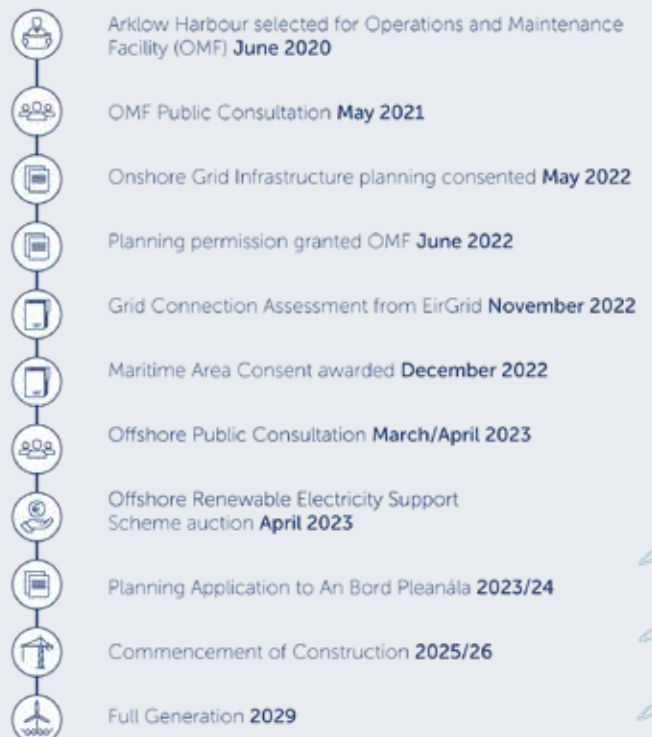 Arklow Harbour selected for Operations and Maintenance
Facility (OMF) June 2020
OMF Public Consultation May 2021
Onshore Grid Infrastructure planning consented May 2022
Planning permission granted OMF June 2022
Grid Connection Assessment from EirGrid November 2022
Maritime Area Consent awarded December 2022
Offshore Public Consultation March/April 2023
Offshore Renewable Electricity Support
Scheme auction April 2023
Planning Application to An Bord Pleanála 2023/24
Commencement of Construction 2025/26
Full Generation 2029